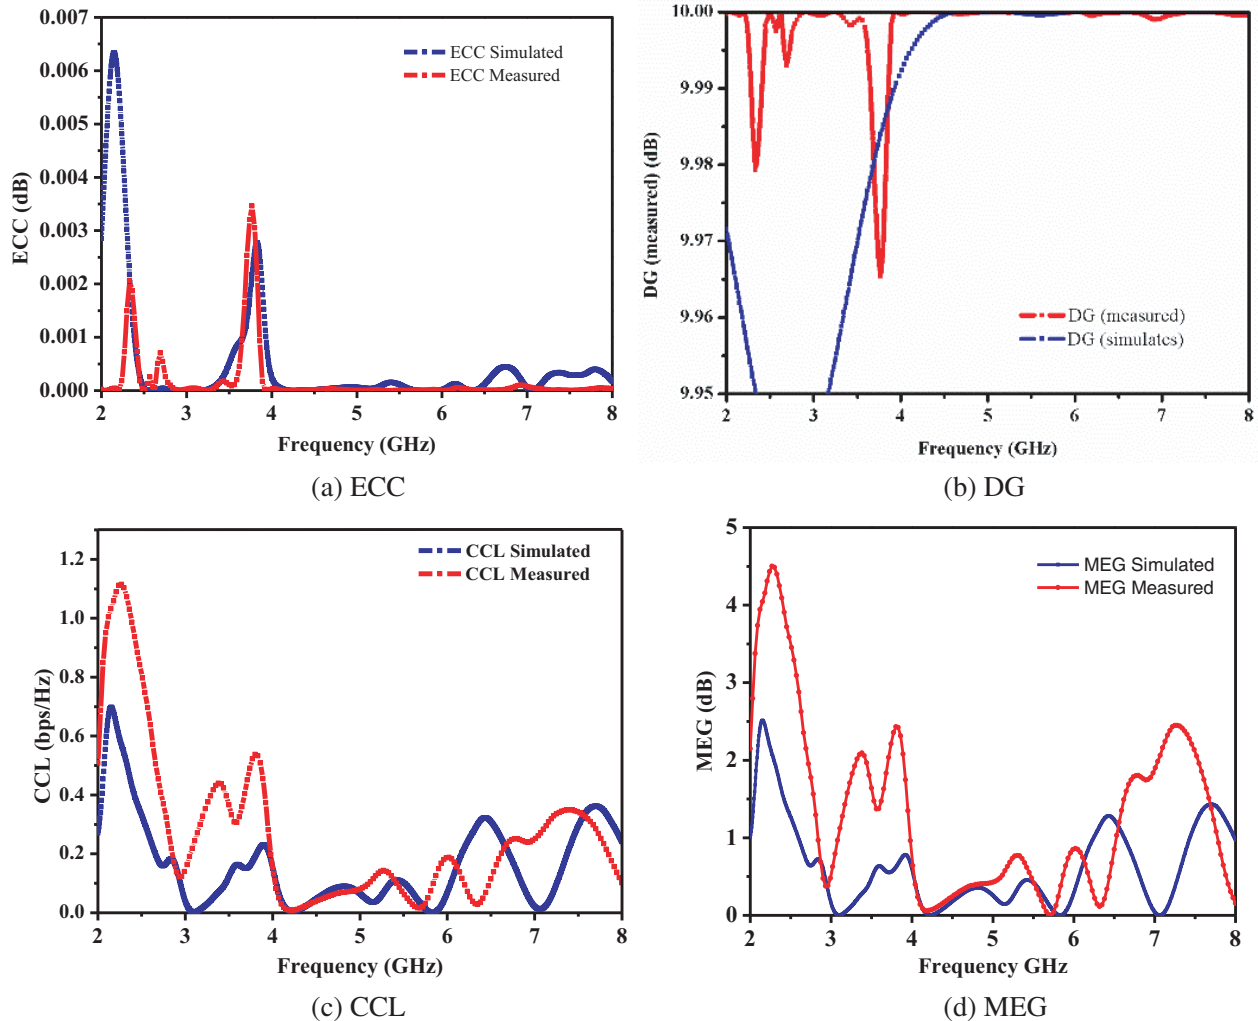 0.007
0.006
0.005
0.004
0.003
0.002
0.001
0.000
ECC (dB)
ECC Simulated
ECC Measured
2 3 4 5 6 7 8
Frequency (GHz)
(a) ECC
10.00
9.99
9.98
9.97
9.96
9.95
DG (measured) (dB)
DG (measured)
DG (simulates)
2 3 4 5 6 7 8
Frequency (GHz)
(b) DG
1.2
1.0
0.8
0.6
0.4
0.2
0.0
CCL (bps/Hz)
CCL Simulated
CCL Measured
2 3 4 5 6 7 8
Frequency (GHz)
(c) CCL
5
4
3
2
1
0
MEG (dB)
MEG Simulated
MEG Measured
2 3 4 5 6 7 8
Frequency GHz
(d) MEG